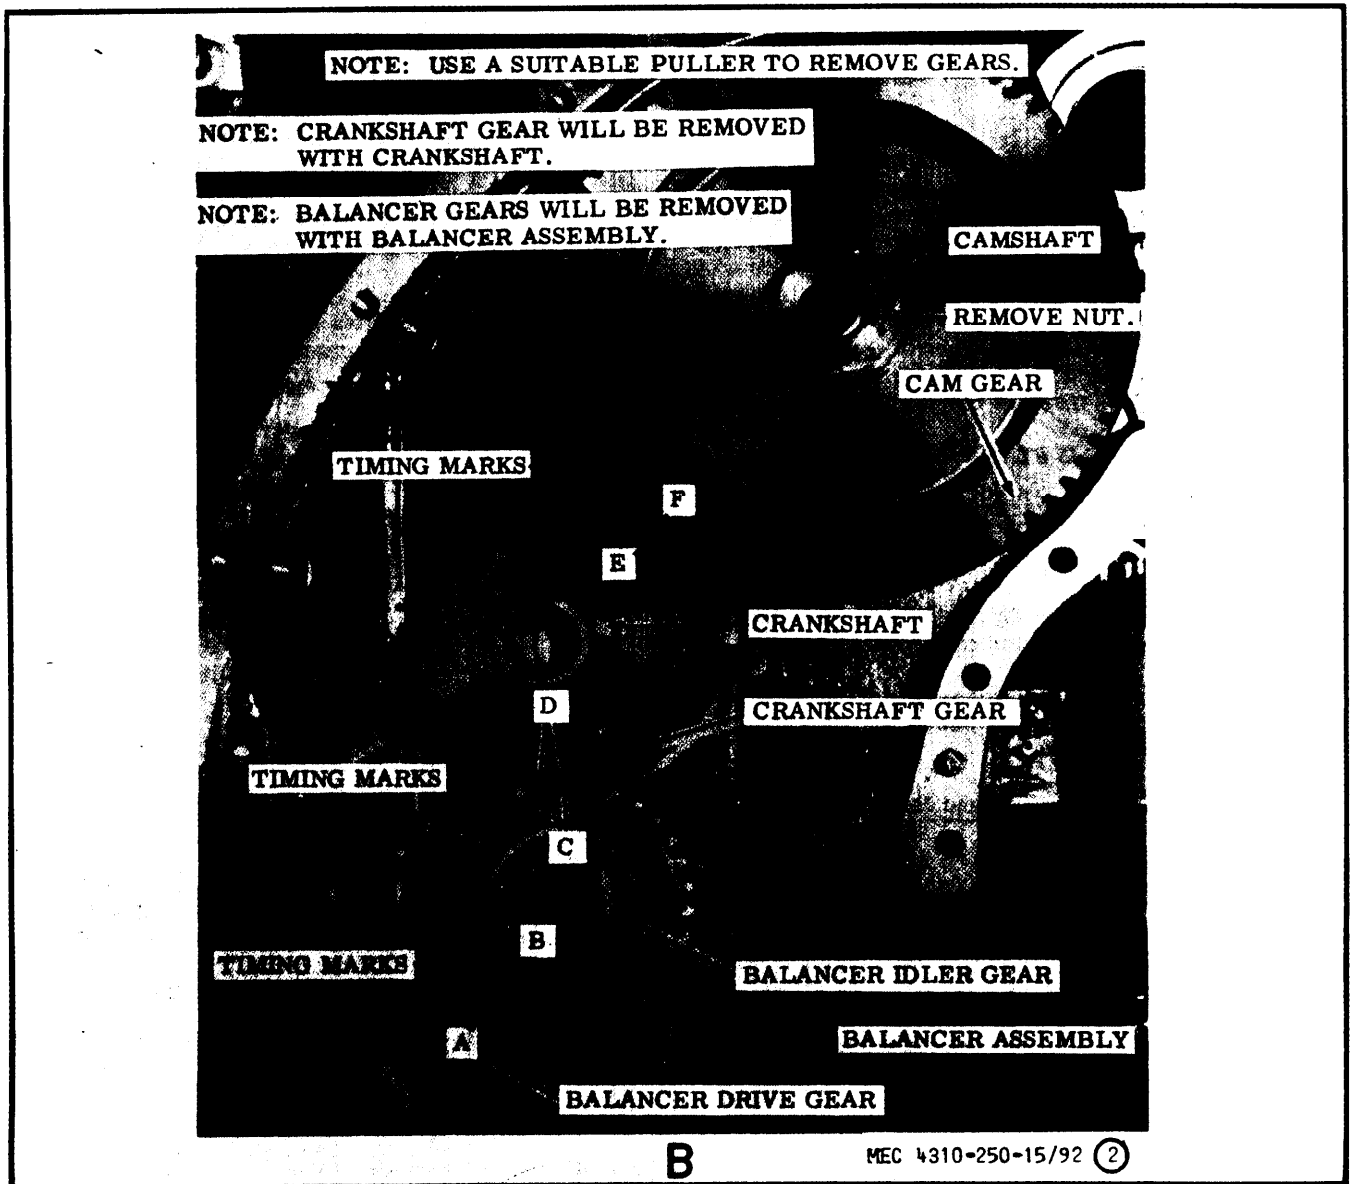 NOTE: USE A SUITABLE PULLER TO REMOVE GEARS.
NOTE: CRANKSHAFT GEAR WILL BE REMOVED
WITH CRANKSHAFT.
NOTE: BALANCER GEARS WILL BE REMOVED
WITH BALANCER ASSEMBLY.
CAMSHAFT
REMOVE NUT.
CAM GEAR
TIMING MARKS
F
E
CRANKSHAFT
D
CRANKSHAFT GEAR
TIMING MARKS
C
B
TIMING MARKS
BALANCER IDLER GEAR
A
BALANCER ASSEMBLY
BALANCER DRIVE GEAR
B
MEC 4310-250-15/92 2